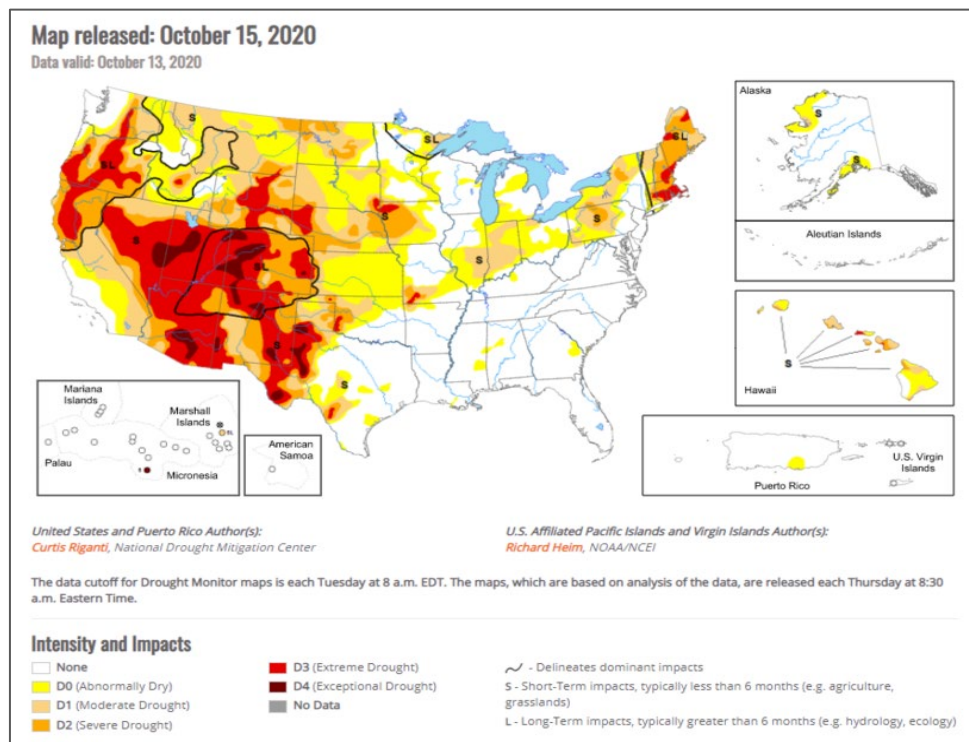 Map released: October 15, 2020
Data valid: October 13, 2020
Alaska
S
S
Aleutian Islands
S
Hawaii
Puerto Rico
U.S. Virgin
Islands
S
SL
SL
SL
S
S
SL
S
S
S
S
Mariana
Islands
Marshall
Islands
SL
Palau
S
Micronesia
American
Samoa
United States and Puerto Rico Author(s):
Curtis Riganti, National Drought Mitigation Center
U.S. Affiliated Pacific Islands and Virgin Islands Author(s):
Richard Heim, NOAA/NCEI
The data cutoff for Drought Monitor maps is each Tuesday at 8 a.m. EDT. The maps, which are based on analysis of the data, are released each Thursday at 8:30
a.m. Eastern Time.
Intensity and Impacts
None
D0 (Abnormally Dry)
D1 (Moderate Drought)
D2 (Severe Drought)
D3 (Extreme Drought)
D4 (Exceptional Drought)
No Data
- Delineates dominant impacts
S - Short-Term impacts, typically less than 6 months (e.g. agriculture,
grasslands)
L - Long-Term impacts, typically greater than 6 months (e.g. hydrology, ecology)